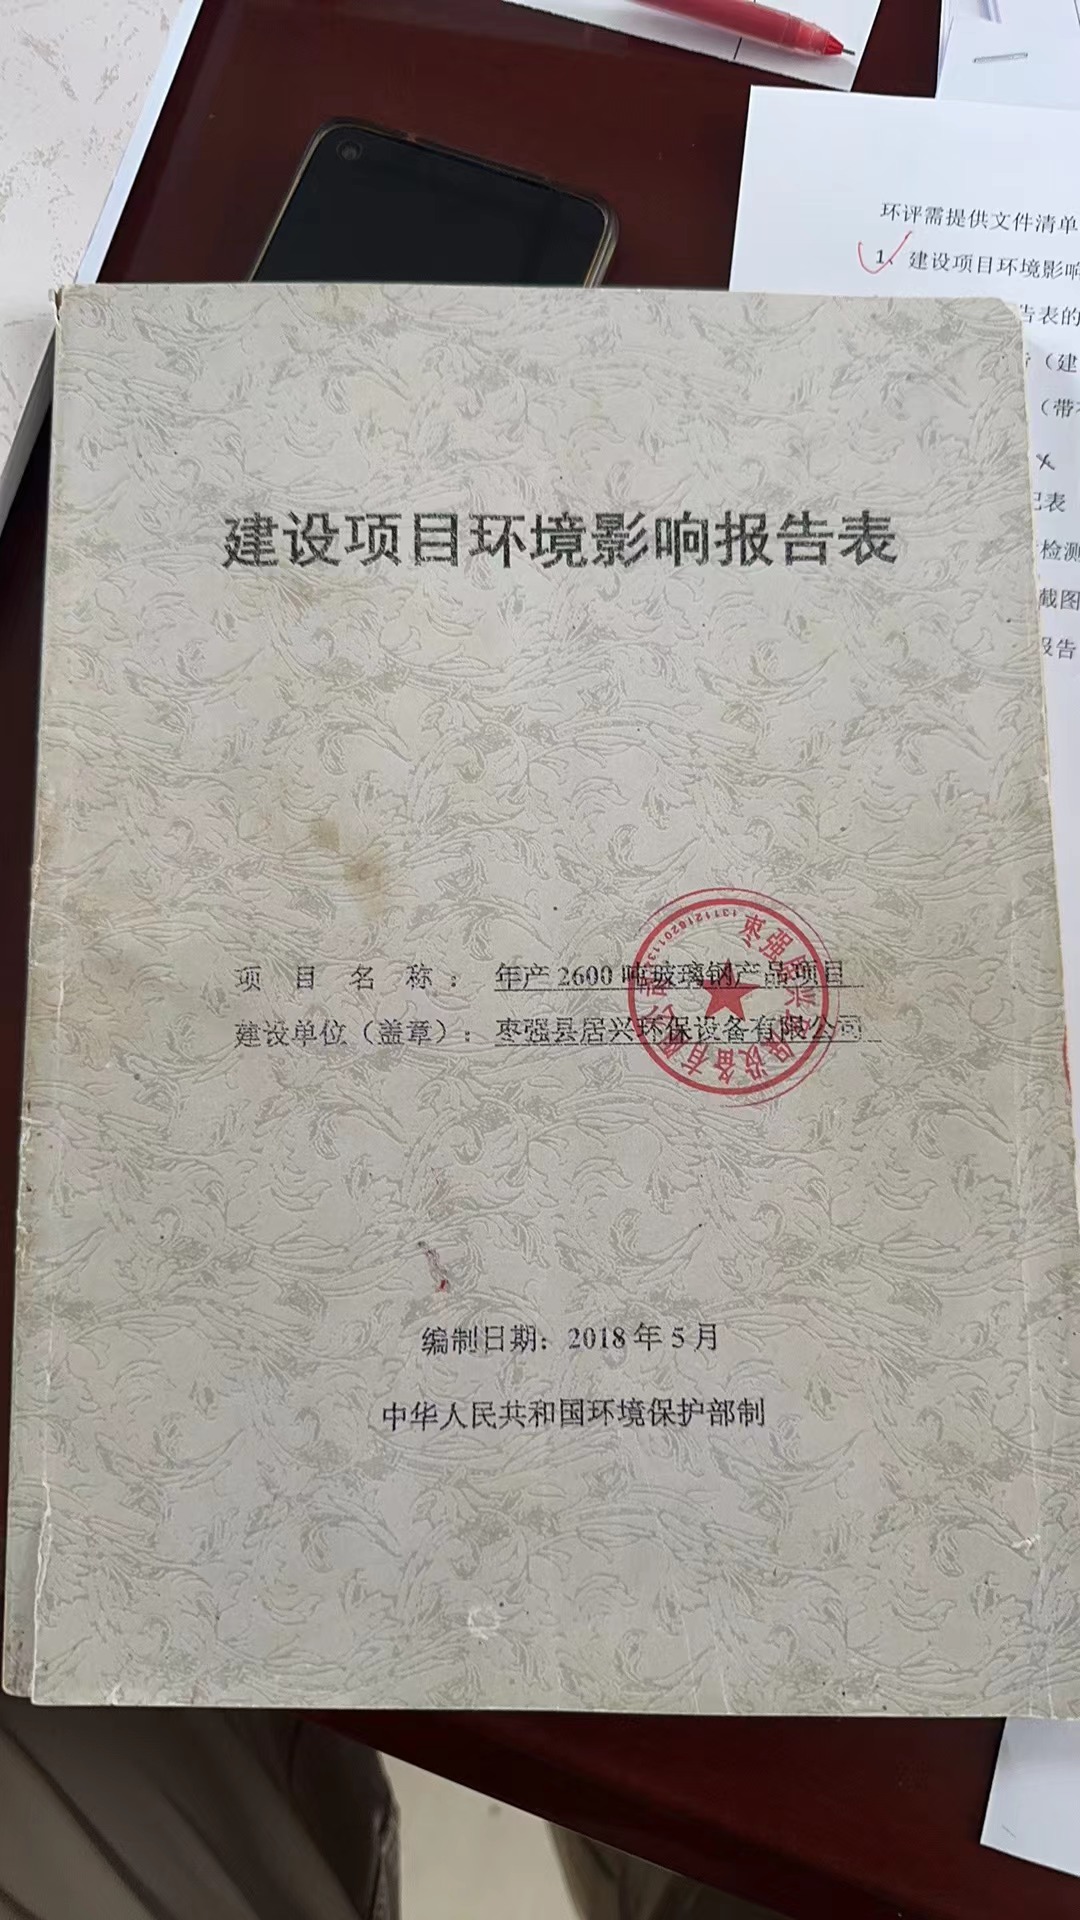 环评需提供文件清单
1、建设项目环境影响
告表的
（建
（带
记表
检测
截图
报告
建设项目环境影响报告表
项目名称：年产2600吨玻璃钢产品项目
建设单位（盖章）：枣强县居兴环保设备有限公司
编制日期：2018年5月
中华人民共和国环境保护部制